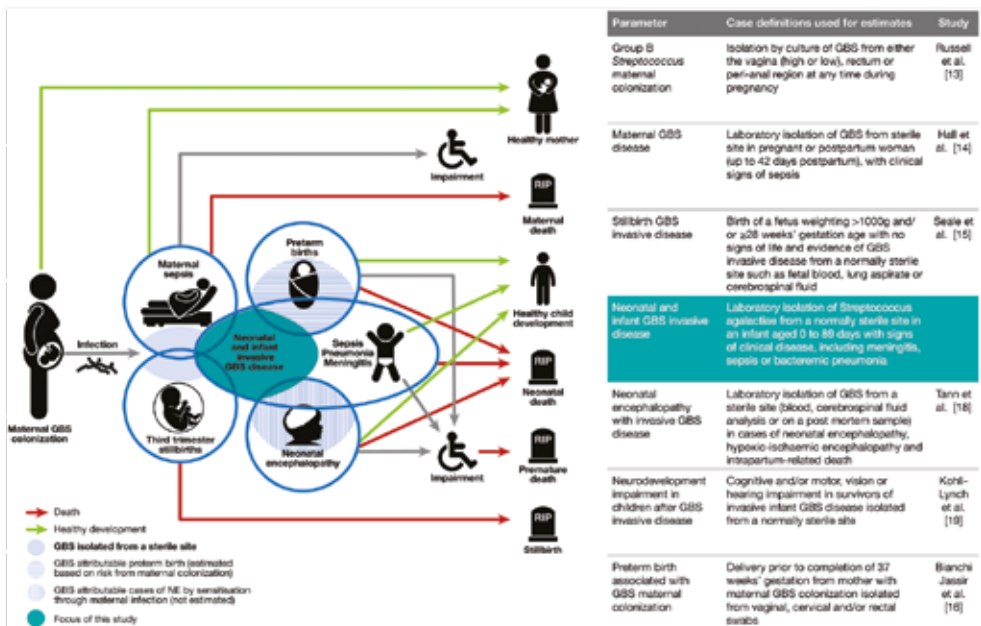 Healthy mother
Impairment
RIP
Maternal
death
Preterm
births
Maternal
sepsis
Healthy child
development
Infection
Neonatal
and infant
invasive
GBS disease
Sepsis
Pneumonia
Meningitis
RIP
Neonatal
death
Maternal GBS
colonization
Third trimester
stillbirths
Neonatal
encephalopathy
Impairment
RIP
Premature
death
RIP
Stillbirth
Death
Healthy development
GBS isolated from a sterile site
GBS attributable preterm birth (estimated
based on risk from maternal colonization)
GBS attributable cases of NE by sensitisation
through maternal infection (not estimated)
Focus of this study
Parameter Case definitions used for estimates Study
Group B
Streptococcus
maternal
colonization
Isolation by culture of GBS from either
the vagina (high or low), rectum or
peri-anal region at any time during
pregnancy
Russell
et al.
[13]
Maternal GBS
disease
Laboratory isolation of GBS from sterile
site in pregnant or postpartum woman
(up to 42 days postpartum), with clinical
signs of sepsis
Hall et
al. [14]
Stillbirth GBS
invasive disease
Birth of a fetus weighting >1000g and/
or ≥28 weeks' gestation age with no
signs of life and evidence of GBS
invasive disease from a normally sterile
site such as fetal blood, lung aspirate or
cerebrospinal fluid
Seale et
al. [15]
Neonatal and
infant GBS invasive
disease
Laboratory isolation of Streptococcus
agalactiae from a normally sterile site in
an infant aged 0 to 89 days with signs
of clinical disease, including meningitis,
sepsis or bacteremic pneumonia
Neonatal
encephalopathy
with invasive GBS
disease
Laboratory isolation of GBS from a
sterile site (blood, cerebrospinal fluid
analysis or on a post mortem sample)
in cases of neonatal encephalopathy,
hypoxic-ischaemic encephalopathy and
intrapartum-related death
Tann et
al. [18]
Neurodevelopment
impairment in
children after GBS
invasive disease
Cognitive and/or motor, vision or
hearing impairment in survivors of
invasive infant GBS disease isolated
from a normally sterile site
Kohli-
Lynch
et al.
[19]
Preterm birth
associated with
GBS maternal
colonization
Delivery prior to completion of 37
weeks' gestation from mother with
maternal GBS colonization isolated
from vaginal, cervical and/or rectal
swabs
Bianchi
Jassir
et al.
[16]